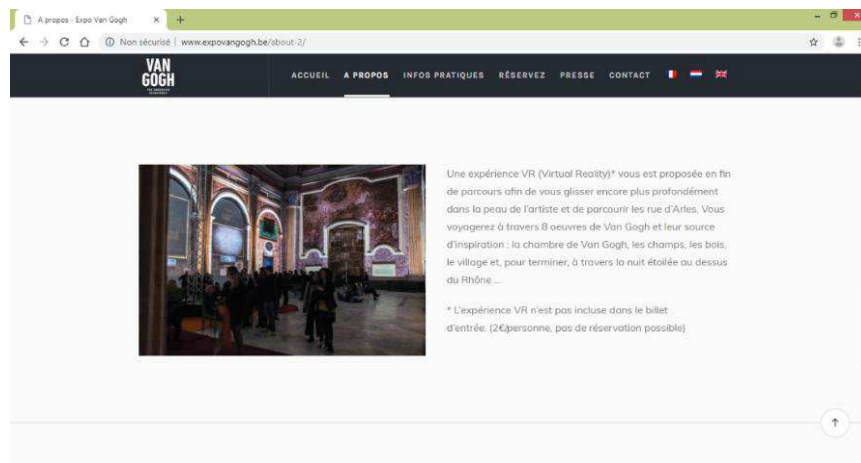 A propos - Expo Van Gogh
Non sécurisé | www.expovangogh.be/about-2/
VAN
GOGH
ACCUEIL A PROPOS INFOS PRATIQUES RÉSERVEZ PRESSE CONTACT
Une expérience VR (Virtual Reality)* vous est proposée en fin
de parcours afin de vous glisser encore plus profondément
dans la peau de l'artiste et de parcourir les rue d'Arles. Vous
voyagerez à travers 8 oeuvres de Van Gogh et leur source
d'inspiration : la chambre de Van Gogh, les champs, les bois,
le village et, pour terminer, à travers la nuit étoilée au dessus
du Rhône ...
* L'expérience VR n'est pas incluse dans le billet
d'entrée. (2€/personne, pas de réservation possible)